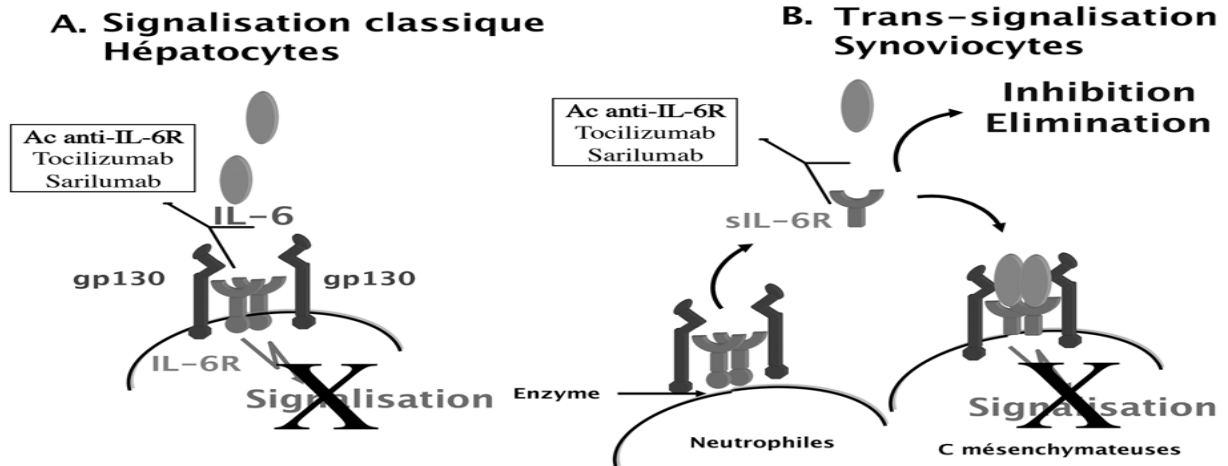 A. Signalisation classique
Hépatocytes
Ac anti-IL-6R
Tocilizumab
Sarilumab
IL-6
gp130
gp130
IL-6R
Signalisation
X
B. Trans-signalisation
Synoviocytes
Ac anti-IL-6R
Tocilizumab
Sarilumab
Inhibition
Elimination
sIL-6R
Enzyme
Neutrophiles
Signalisation
X
C mésenchymateuses